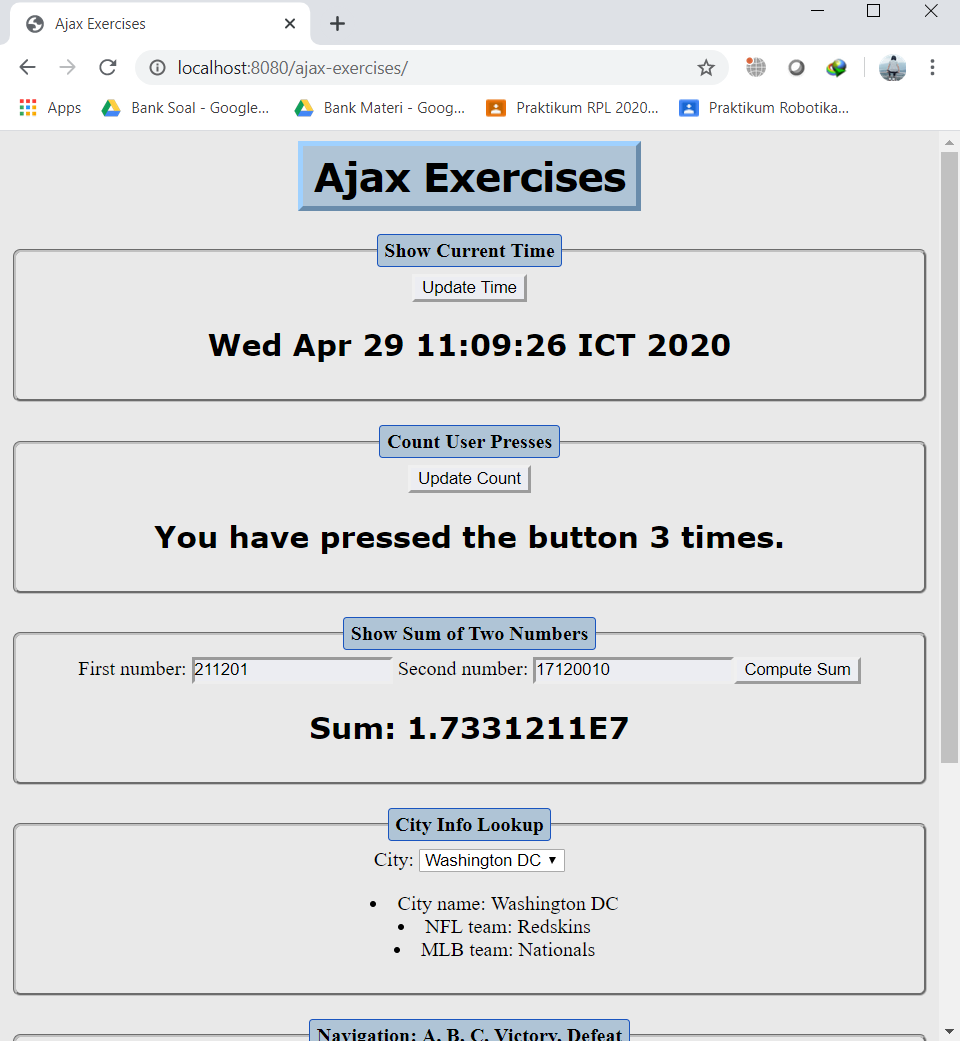 Ajax Exercises
localhost:8080/ajax-exercises/
Apps Bank Soal - Google... Bank Materi - Goog... Praktikum RPL 2020... Praktikum Robotika...
Ajax Exercises
Show Current Time
Update Time
Wed Apr 29 11:09:26 ICT 2020
Count User Presses
Update Count
You have pressed the button 3 times.
Show Sum of Two Numbers
First number: 211201 Second number: 17120010 Compute Sum
Sum: 1.7331211E7
City Info Lookup
City: Washington DC
• City name: Washington DC
• NFL team: Redskins
• MLB team: Nationals
Navigation: A, B, C, Victory, Defeat